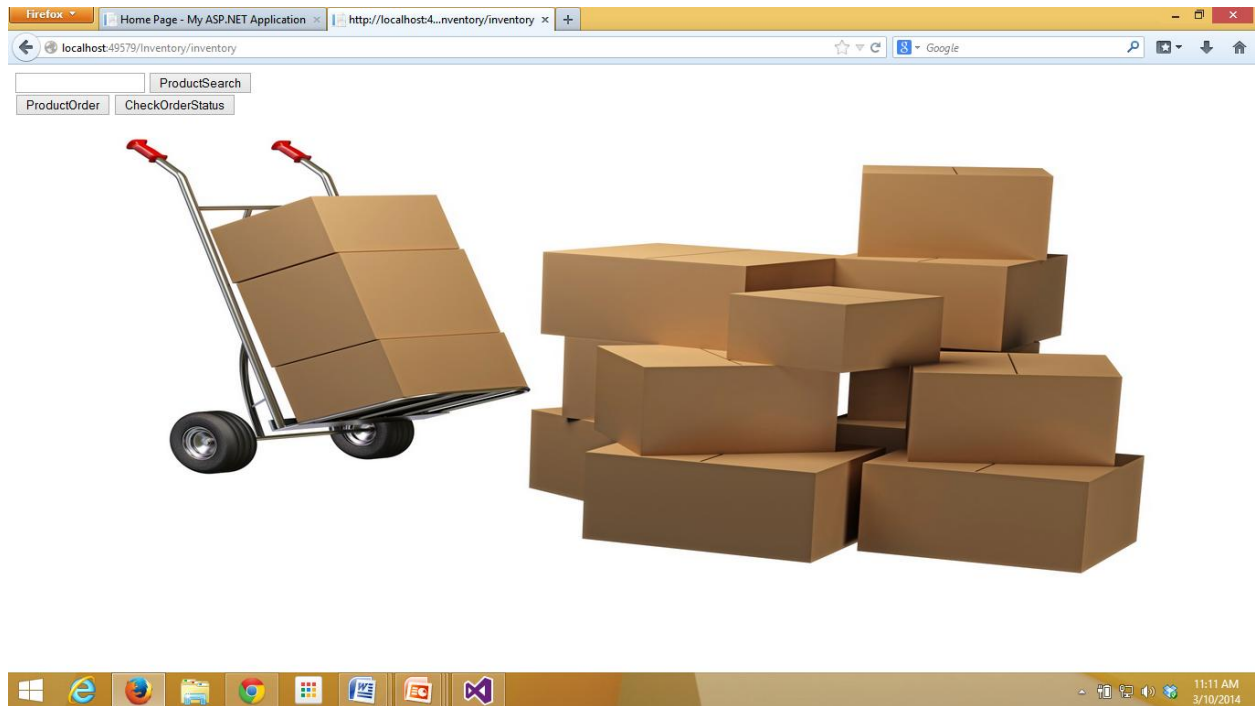 Firefox
Home Page - My ASP.NET Application
http://localhost:4...nventory/inventory
localhost:49579/Inventory/inventory
Google
ProductSearch
ProductOrder CheckOrderStatus
11:11 AM
3/10/2014